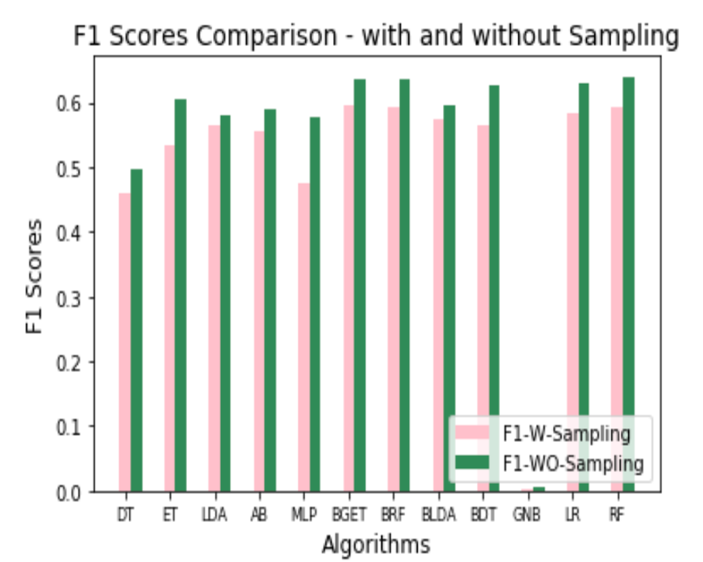 F1 Scores Comparison - with and without Sampling
F1 Scores
0.6
0.5
0.4
0.3
0.2
0.1
0.0
F1-W-Sampling
F1-WO-Sampling
DT ET LDA AB MLP BGET BRF BLDA BDT GNB LR RF
Algorithms